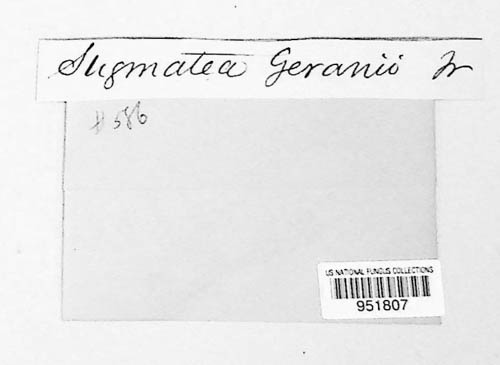 Stigmatea Geranii Fr
# 586
US NATIONAL FUNGUS COLLECTIONS
951807